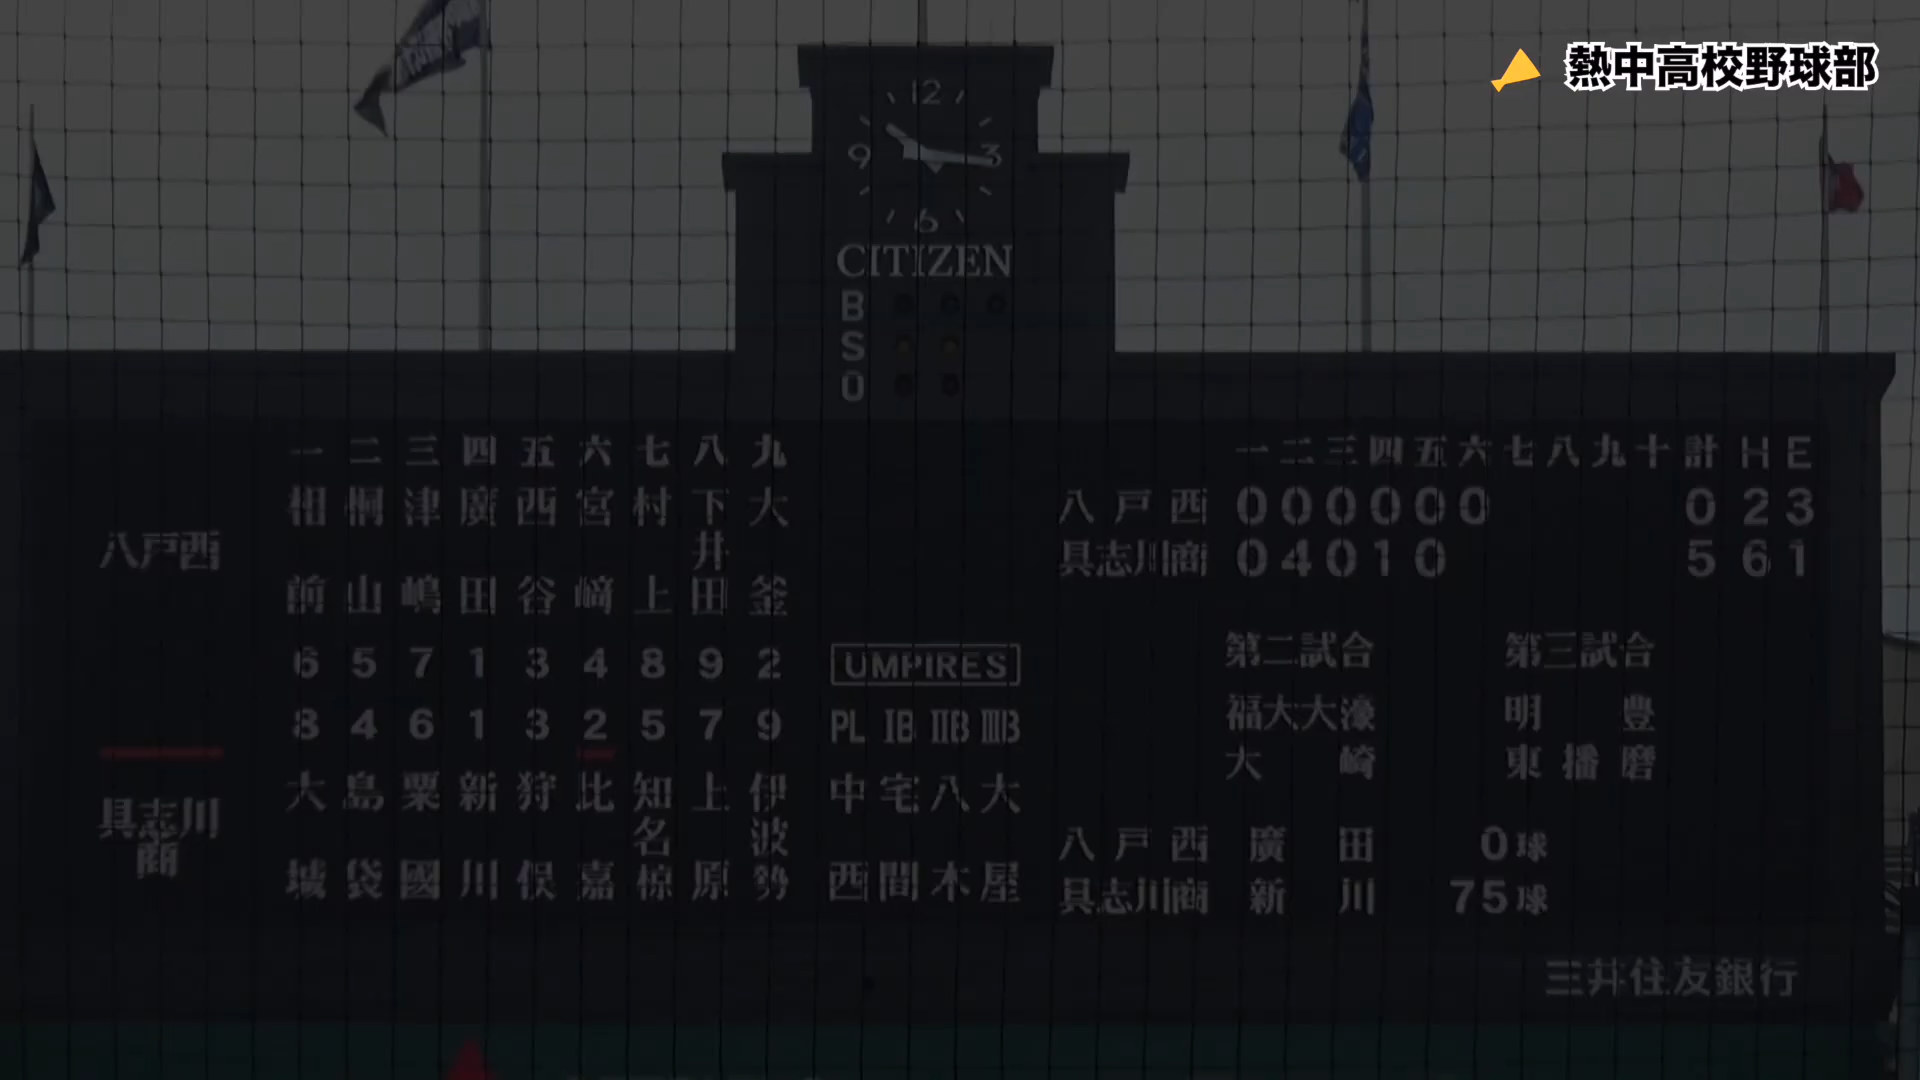 熱中高校野球部
12
9 3
6
CITIZEN
B
S
O
一 二 三 四 五 六 七 八 九
八戸西
相前 桐山 津嶋 廣田 西谷 宮﨑 村上 下井田 大釜
6 5 7 1 3 4 8 9 2
8 4 6 1 3 2 5 7 9
具志川商
大城 島袋 粟國 新川 狩俣 比嘉 知名椋 上原 伊波勢
UMPIRES
PL IB IIB IIIB
中西 宅間 八木 大屋
一 二 三 四 五 六 七 八 九 十 計 H E
八戸西 0 0 0 0 0 0 0 2 3
具志川商 0 4 0 1 0 5 6 1
第二試合 第三試合
福大大濠 明豊
大崎 東播磨
八戸西 廣田 0球
具志川商 新川 75球
三井住友銀行